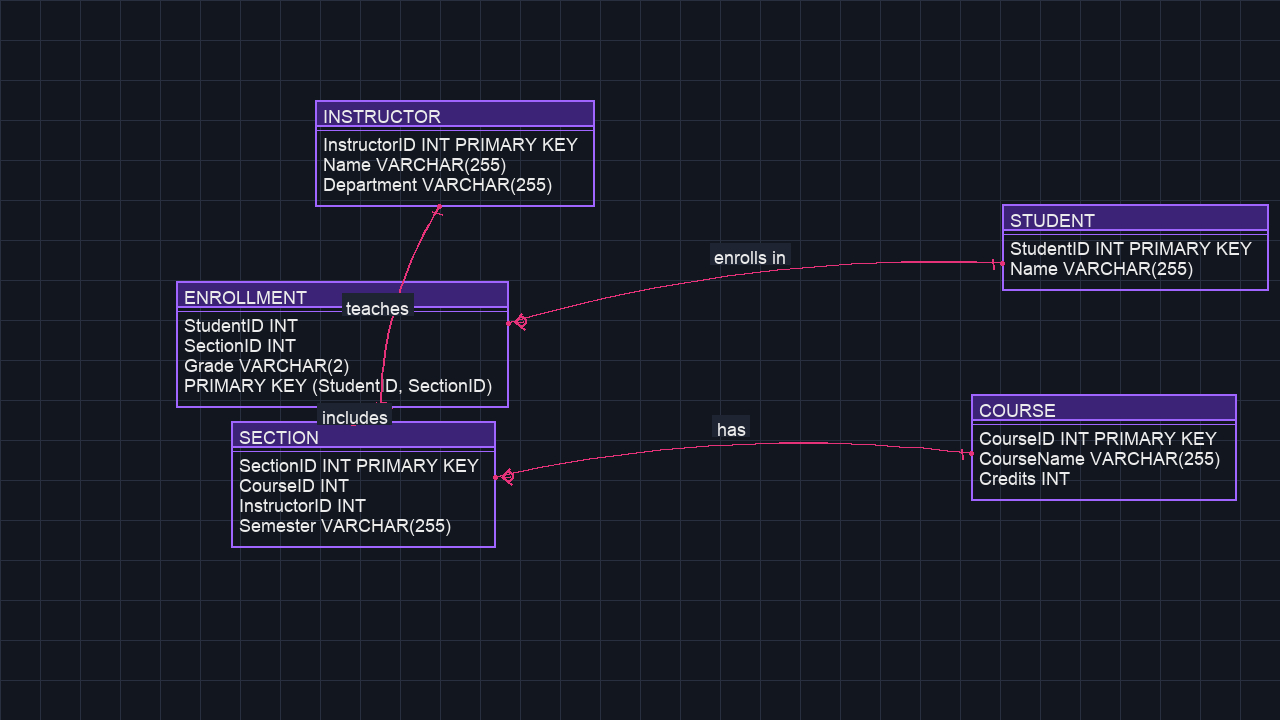 INSTRUCTOR
InstructorID INT PRIMARY KEY
Name VARCHAR(255)
Department VARCHAR(255)
STUDENT
StudentID INT PRIMARY KEY
Name VARCHAR(255)
enrolls in
ENROLLMENT
teaches
StudentID INT
SectionID INT
Grade VARCHAR(2)
PRIMARY KEY (StudentID, SectionID)
includes
SECTION
SectionID INT PRIMARY KEY
CourseID INT
InstructorID INT
Semester VARCHAR(255)
has
COURSE
CourseID INT PRIMARY KEY
CourseName VARCHAR(255)
Credits INT